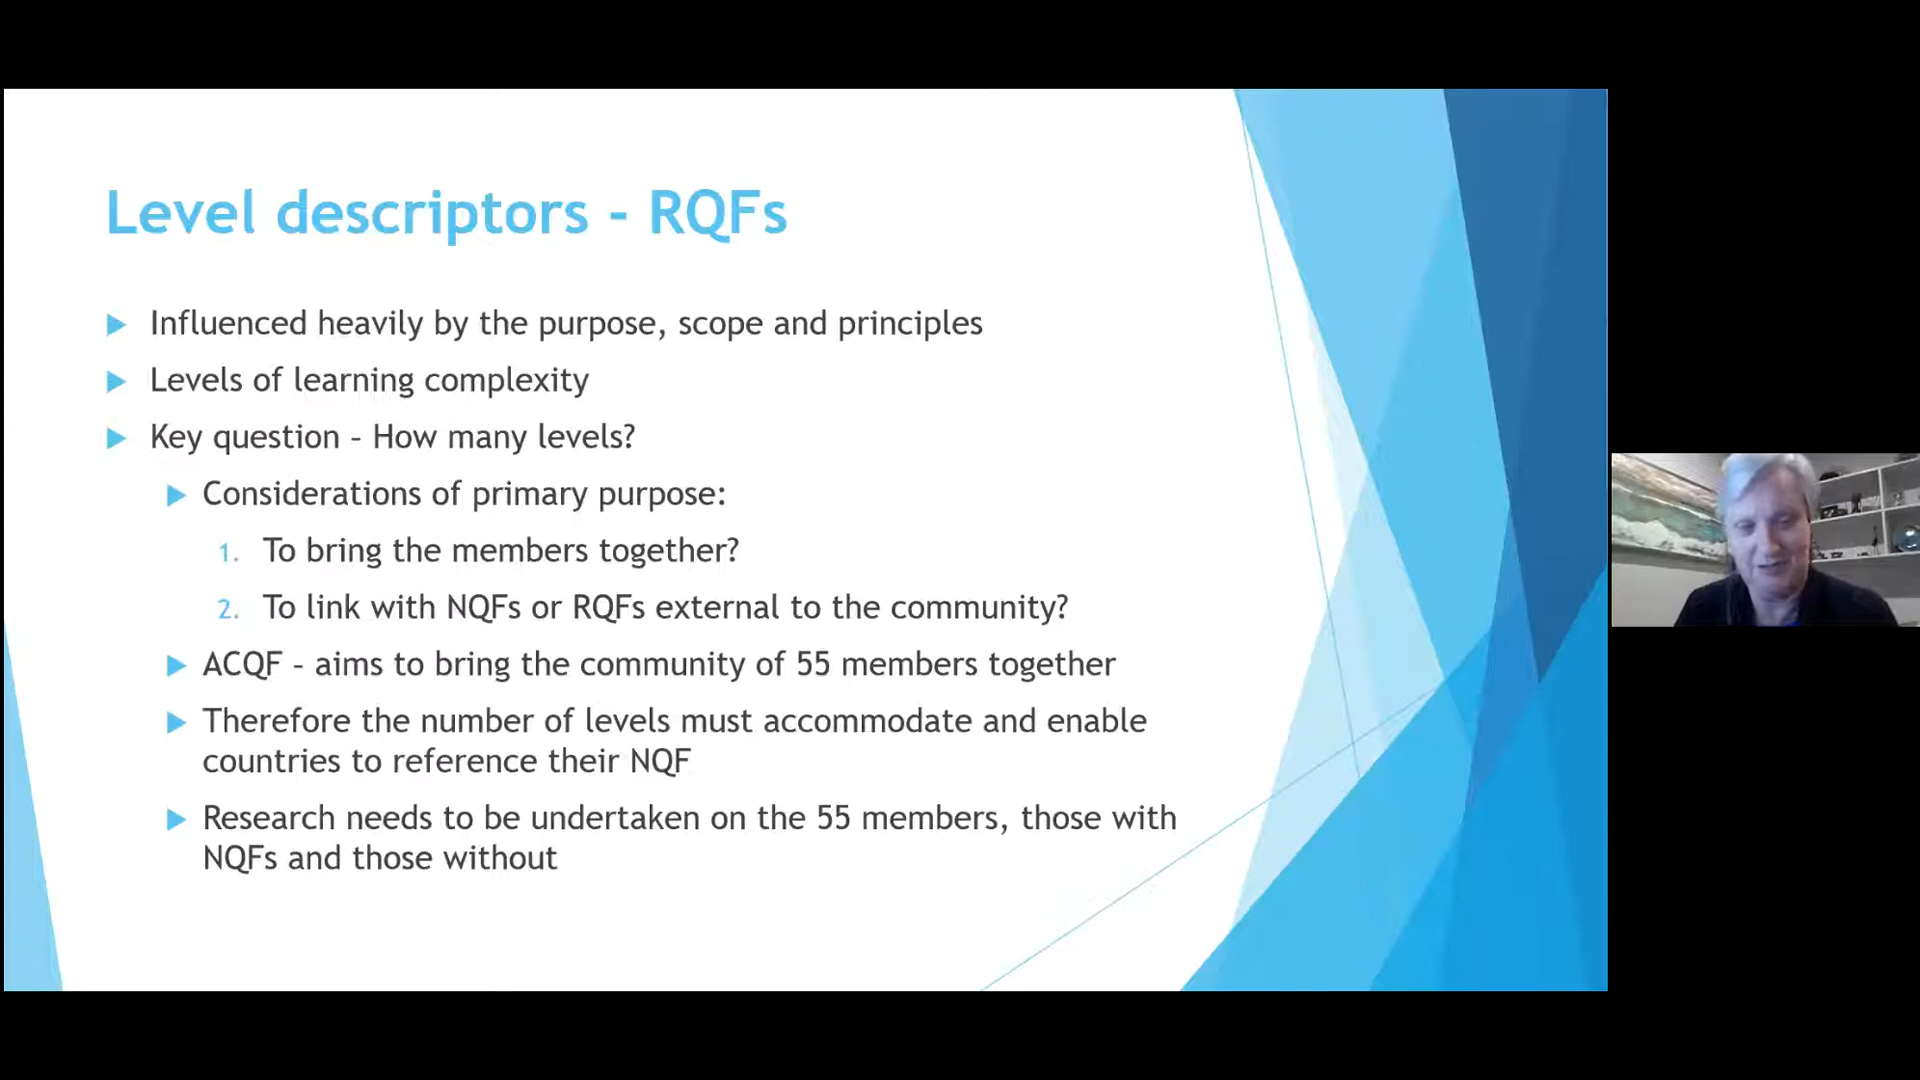 Level descriptors - RQFs
Influenced heavily by the purpose, scope and principles
Levels of learning complexity
Key question – How many levels?
Considerations of primary purpose:
1. To bring the members together?
2. To link with NQFs or RQFs external to the community?
ACQF – aims to bring the community of 55 members together
Therefore the number of levels must accommodate and enable
countries to reference their NQF
Research needs to be undertaken on the 55 members, those with
NQFs and those without